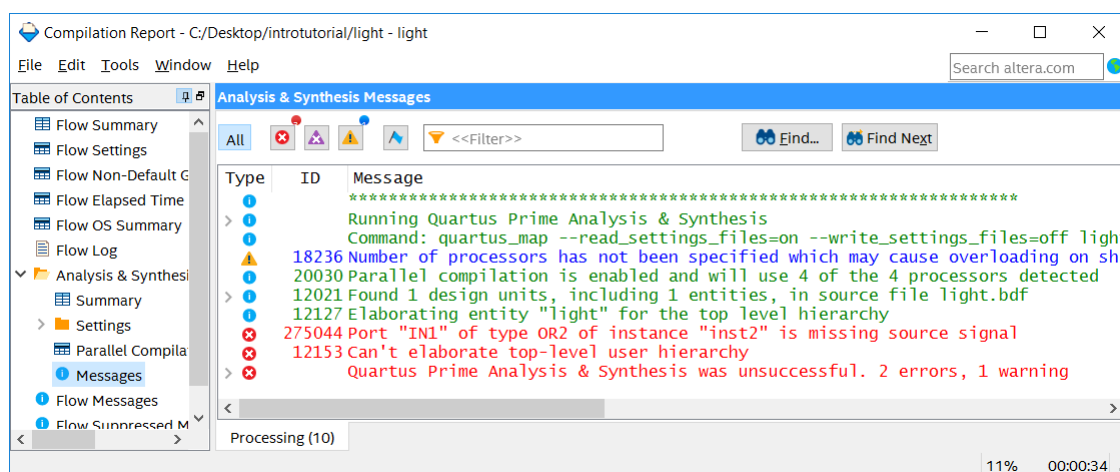 Compilation Report - C:/Desktop/introtutorial/light - light
File Edit Tools Window Help
Search altera.com
Table of Contents
Flow Summary
Flow Settings
Flow Non-Default G
Flow Elapsed Time
Flow OS Summary
Flow Log
Analysis & Synthesi
Summary
Settings
Parallel Compila
Messages
Flow Messages
Flow Suppressed M
Analysis & Synthesis Messages
All <<Filter>> Find... Find Next
Type ID Message
*******************************************************************
Running Quartus Prime Analysis & Synthesis
Command: quartus_map --read_settings_files=on --write_settings_files=off ligh
18236 Number of processors has not been specified which may cause overloading on sh
20030 Parallel compilation is enabled and will use 4 of the 4 processors detected
12021 Found 1 design units, including 1 entities, in source file light.bdf
12127 Elaborating entity "light" for the top level hierarchy
275044 Port "IN1" of type OR2 of instance "inst2" is missing source signal
12153 Can't elaborate top-level user hierarchy
Quartus Prime Analysis & Synthesis was unsuccessful. 2 errors, 1 warning
Processing (10)
11% 00:00:34